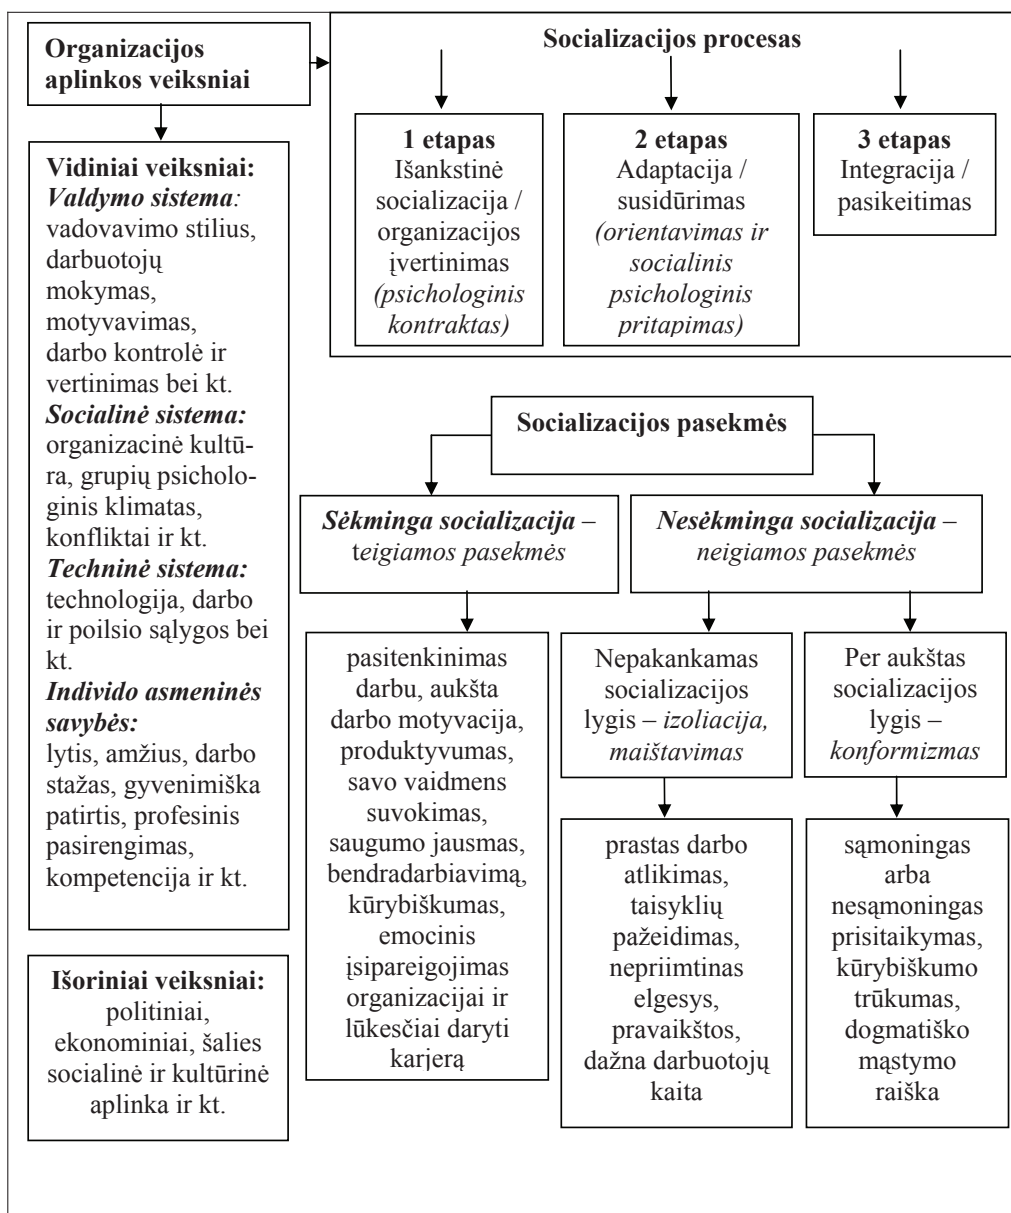 Organizacijos
aplinkos veiksniai
Socializacijos procesas
1 etapas
Išankstinė
socializacija /
organizacijos
įvertinimas
(psichologinis
kontraktas)
2 etapas
Adaptacija /
susidūrimas
(orientavimas ir
socialinis
psichologinis
pritapimas)
3 etapas
Integracija /
pasikeitimas
Vidiniai veiksniai:
Valdymo sistema:
vadovavimo stilius,
darbuotojų
mokymas,
motyvavimas,
darbo kontrolė ir
vertinimas bei kt.
Socialinė sistema:
organizacinė kultū-
ra, grupių psicholo-
ginis klimatas,
konfliktai ir kt.
Techninė sistema:
technologija, darbo
ir poilsio sąlygos bei
kt.
Individo asmeninės
savybės:
lytis, amžius, darbo
stažas, gyvenimiška
patirtis, profesinis
pasirengimas,
kompetencija ir kt.
Išoriniai veiksniai:
politiniai,
ekonominiai, šalies
socialinė ir kultūrinė
aplinka ir kt.
Socializacijos pasekmės
Sėkminga socializacija –
teigiamos pasekmės
Nesėkminga socializacija –
neigiamos pasekmės
pasitenkinimas
darbu, aukšta
darbo motyvacija,
produktyvumas,
savo vaidmens
suvokimas,
saugumo jausmas,
bendradarbiavimą,
kūrybiškumas,
emocinis
įsipareigojimas
organizacijai ir
lūkesčiai daryti
karjerą
Nepakankamas
socializacijos
lygis – izoliacija,
maištavimas
Per aukštas
socializacijos
lygis –
konformizmas
prastas darbo
atlikimas,
taisyklių
pažeidimas,
nepriimtinas
elgesys,
pravaikštos,
dažna darbuotojų
kaita
sąmoningas
arba
nesąmoningas
prisitaikymas,
kūrybiškumo
trūkumas,
dogmatiško
mąstymo
raiška